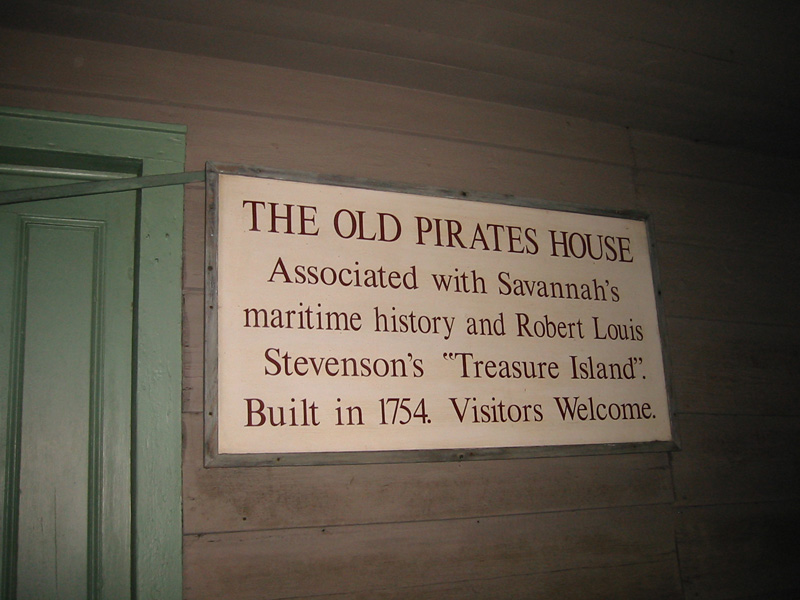 THE OLD PIRATES HOUSE
Associated with Savannah's
maritime history and Robert Louis
Stevenson's "Treasure Island".
Built in 1754. Visitors Welcome.